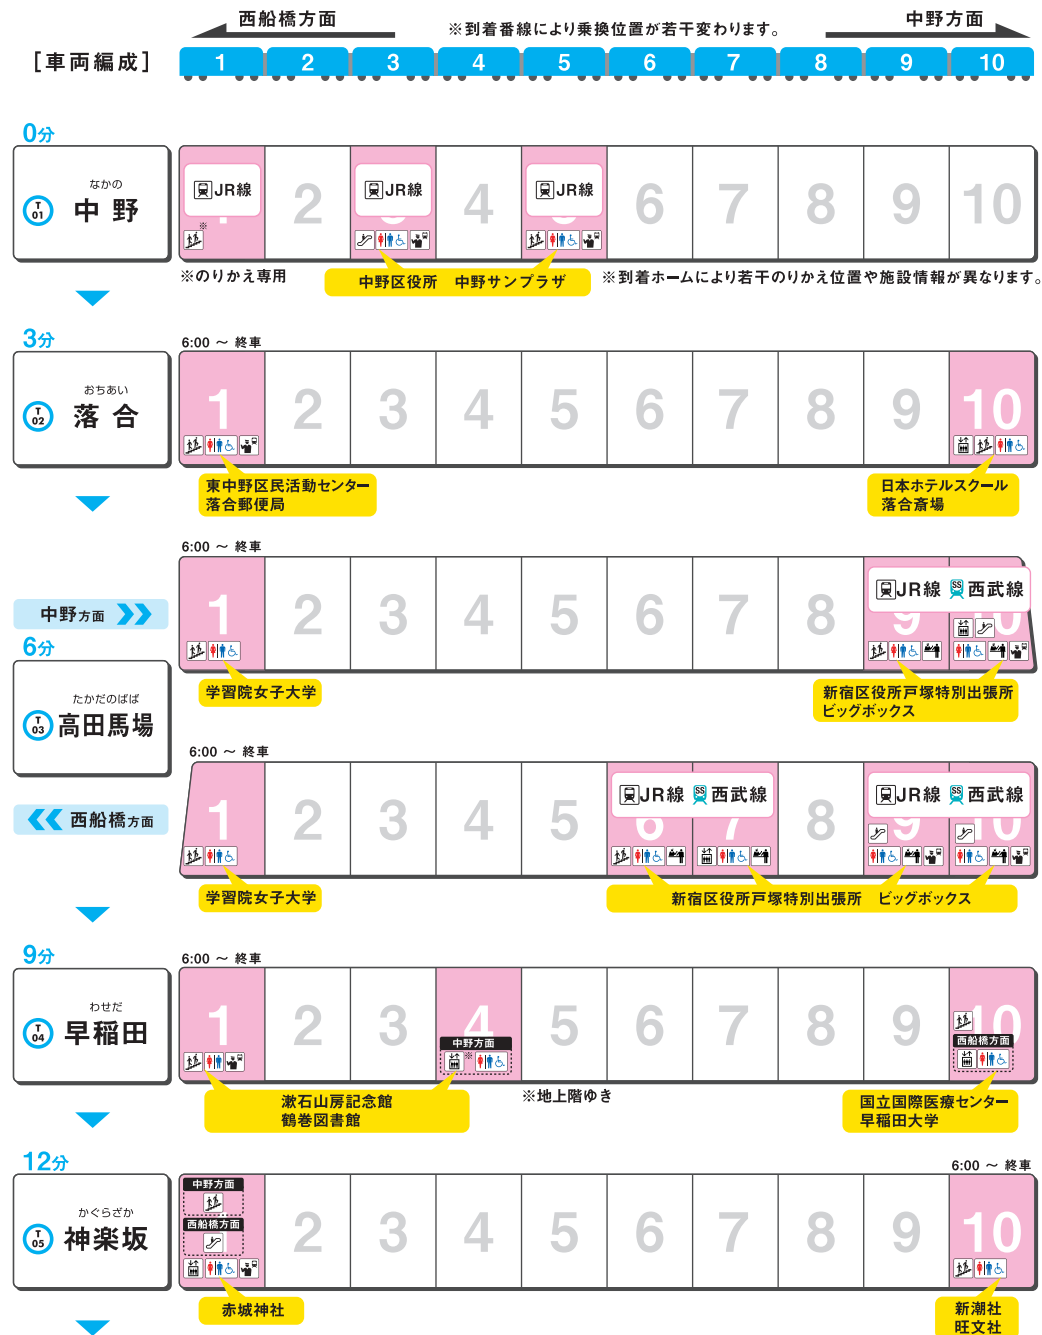 西船橋方面
※到着番線により乗換位置が若干変わります。
中野方面
[車両編成]
1 2 3 4 5 6 7 8 9 10
0分
なかの
T 01
中野
JR線 2 JR線 4 JR線 6 7 8 9 10
※
※のりかえ専用
中野区役所 中野サンプラザ
※到着ホームにより若干のりかえ位置や施設情報が異なります。
3分
6:00 ～ 終車
おちあい
T 02
落合
1 2 3 4 5 6 7 8 9 10
東中野区民活動センター
落合郵便局
日本ホテルスクール
落合斎場
6:00 ～ 終車
中野方面
1 2 3 4 5 6 7 8 9 10
JR線 SS 西武線
学習院女子大学
新宿区役所戸塚特別出張所
ビッグボックス
6分
たかだのばば
T 03
高田馬場
6:00 ～ 終車
西船橋方面
1 2 3 4 5 6 7 8 9 10
JR線 SS 西武線
JR線 SS 西武線
学習院女子大学
新宿区役所戸塚特別出張所 ビッグボックス
9分
6:00 ～ 終車
わせだ
T 04
早稲田
1 2 3 4 5 6 7 8 9 10
中野方面
※
西船橋方面
漱石山房記念館
鶴巻図書館
※地上階ゆき
国立国際医療センター
早稲田大学
12分
6:00 ～ 終車
かぐらざか
T 05
神楽坂
中野方面
西船橋方面
2 3 4 5 6 7 8 9 10
赤城神社
新潮社
旺文社